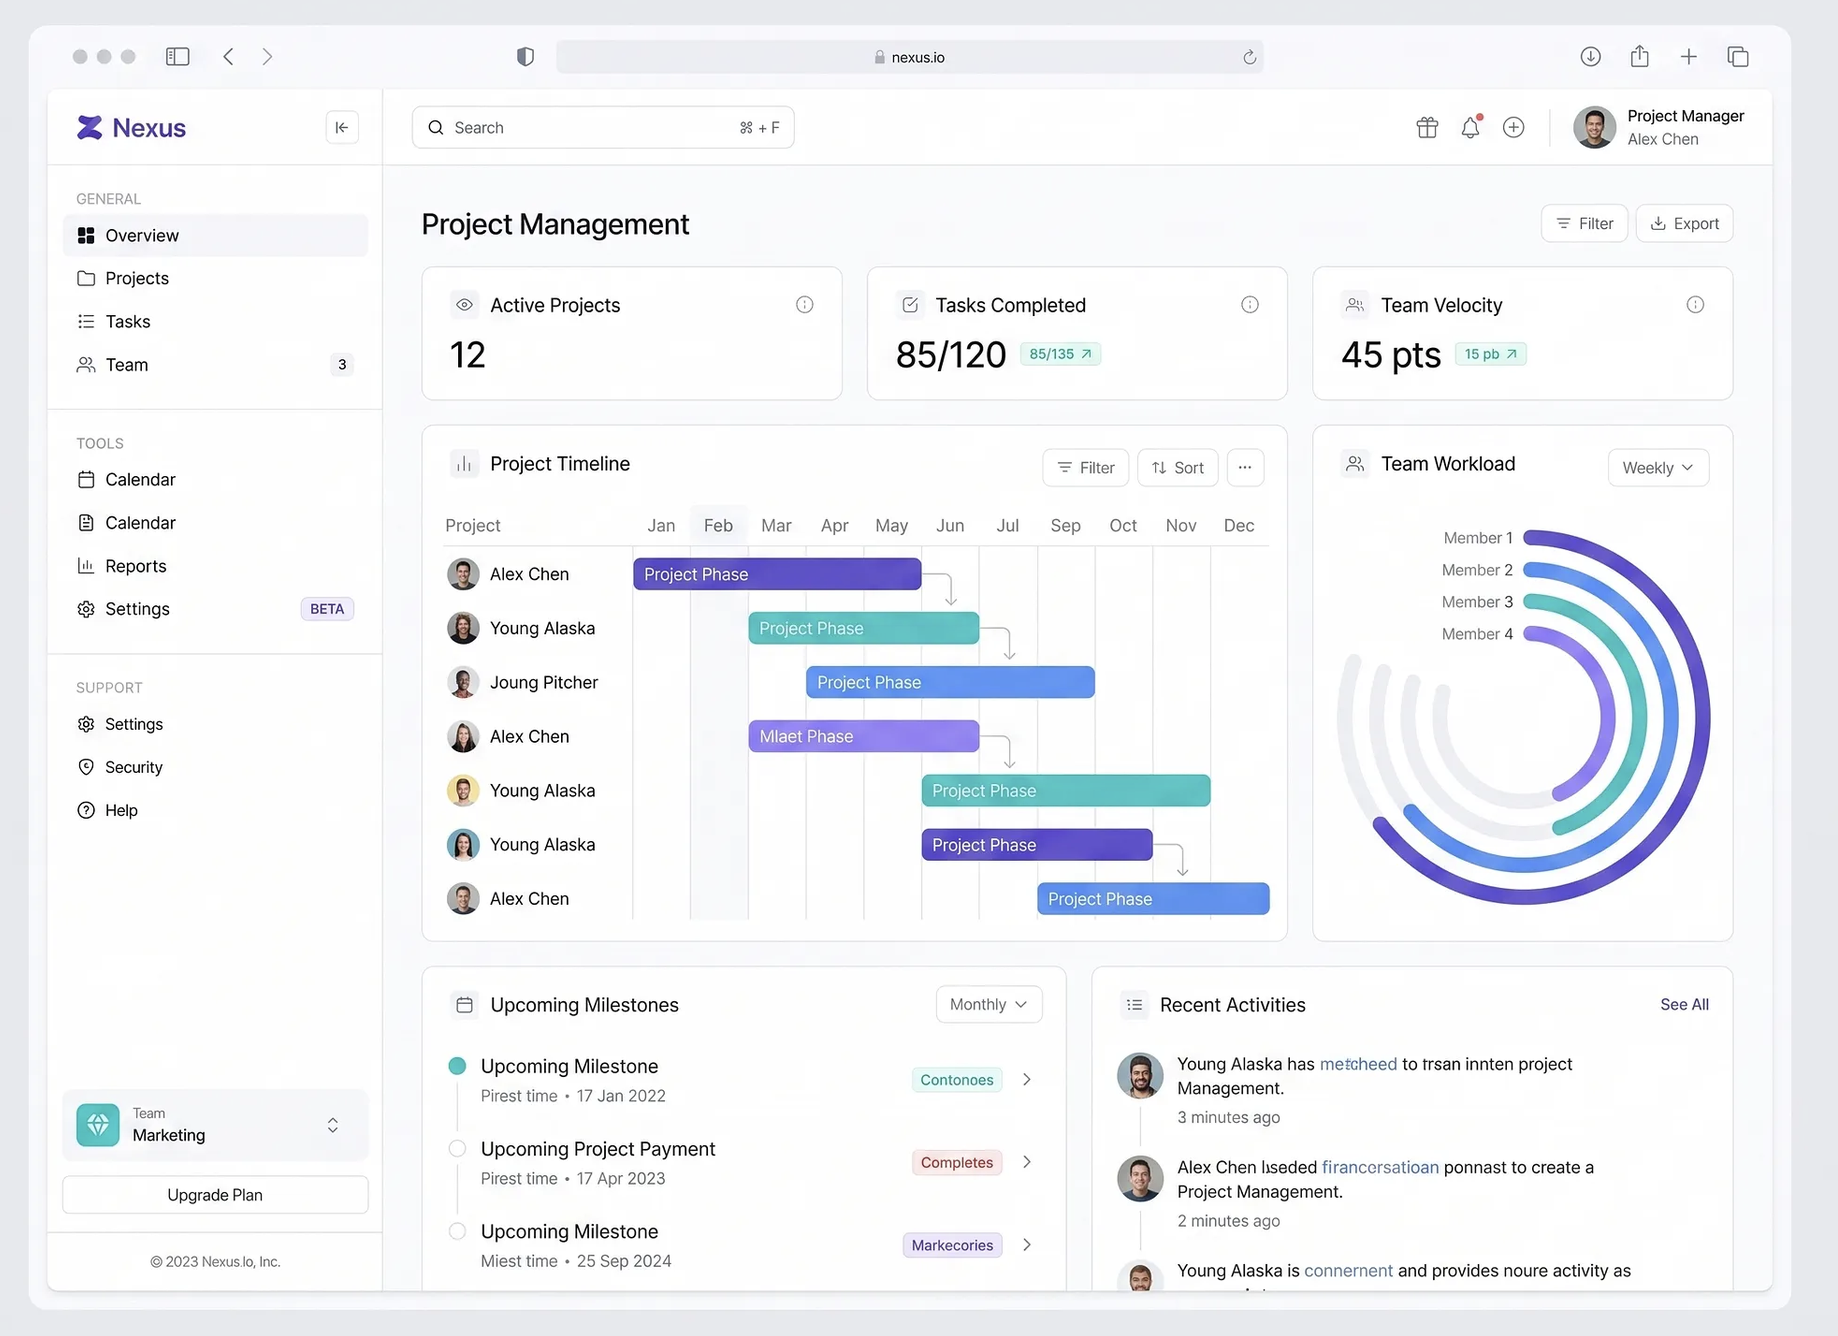 nexus.io
Nexus
Search
⌘ + F
Project Manager
Alex Chen
GENERAL
Overview
Projects
Tasks
Team
3
TOOLS
Calendar
Calendar
Reports
Settings
BETA
SUPPORT
Settings
Security
Help
Team
Marketing
Upgrade Plan
© 2023 Nexus.Io, Inc.
Project Management
Filter
Export
Active Projects
12
Tasks Completed
85/120
85/135
Team Velocity
45 pts
15 pb
Project Timeline
Filter
Sort
Project Jan Feb Mar Apr May Jun Jul Sep Oct Nov Dec
Alex Chen
Project Phase
Young Alaska
Project Phase
Joung Pitcher
Project Phase
Alex Chen
Mlaet Phase
Young Alaska
Project Phase
Young Alaska
Project Phase
Alex Chen
Project Phase
Team Workload
Weekly
Member 1
Member 2
Member 3
Member 4
Upcoming Milestones
Monthly
Upcoming Milestone
Pirest time • 17 Jan 2022
Contonoes
Upcoming Project Payment
Pirest time • 17 Apr 2023
Completes
Upcoming Milestone
Miest time • 25 Sep 2024
Markecories
Recent Activities
See All
Young Alaska has to innten project
Management.
3 minutes ago
Alex Chen ponnast to create a
Project Management.
2 minutes ago
Young Alaska is connernent and provides noure activity as